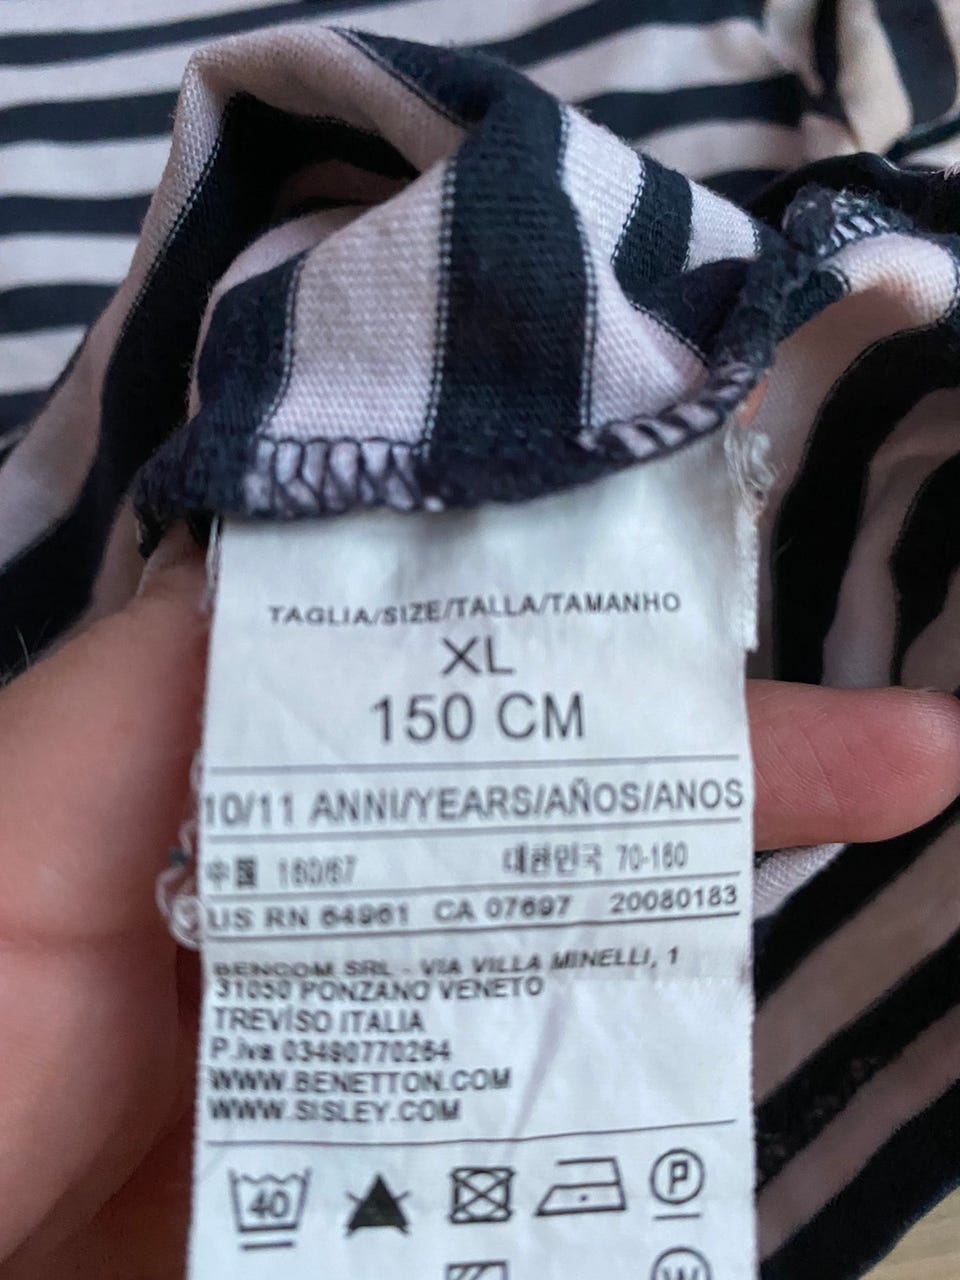 TAGLIA/SIZE/TALLA/TAMANHO
XL
150 CM
10/11 ANNI/YEARS/AÑOS/ANOS
中国 160/67 대한민국 70-160
US RN 64961 CA 07697 20080183
BENCOM SRL - VIA VILLA MINELLI, 1
31050 PONZANO VENETO
TREVISO ITALIA
P.Iva 03490770264
WWW.BENETTON.COM
WWW.SISLEY.COM
40
P
W